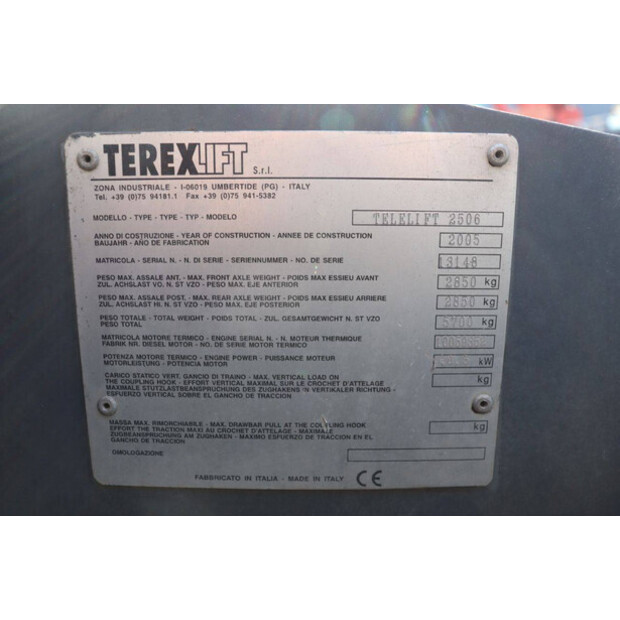 TEREXLIFT S.r.l.
ZONA INDUSTRIALE - I-06019 UMBERTIDE (PG) - ITALY
Tel. +39 (0)75 94181.1 Fax +39 (0)75 941-5382
MODELLO - TYPE - TYPE - TYP - MODELO TELELIFT 2506
ANNO DI COSTRUZIONE - YEAR OF CONSTRUCTION - ANNEE DE CONSTRUCTION
BAUJAHR - AÑO DE FABRICATION 2005
MATRICOLA - SERIAL N. - N. DI SERIE - SERIENNUMMER - NO. DE SERIE 13148
PESO MAX. ASSALE ANT. - MAX. FRONT AXLE WEIGHT - POIDS MAX ESSIEU AVANT
ZUL. ACHSLAST VO. N. ST VZO - PESO MAX. EJE ANTERIOR 2850 kg
PESO MAX. ASSALE POST. - MAX. REAR AXLE WEIGHT - POIDS MAX ESSIEU ARRIERE
ZUL. ACHSLAST HI. N. ST VZO - PESO MAX. EJE POSTERIOR 2850 kg
PESO TOTALE - TOTAL WEIGHT - POIDS TOTAL - ZUL. GESAMTGEWICHT N. ST VZO
PESO TOTAL 5700 kg
MATRICOLA MOTORE TERMICO - ENGINE SERIAL N. - N. MOTEUR THERMIQUE
FABRIK NR. DIESEL MOTOR - NO. DE SERIE MOTOR TERMICO
POTENZA MOTORE TERMICO - ENGINE POWER - PUISSANCE MOTEUR
MOTORLEISTUNG - POTENCIA MOTOR kW
CARICO STATICO VERT. GANCIO DI TRAINO - MAX. VERTICAL LOAD ON
THE COUPLING HOOK - EFFORT VERTICAL MAXIMAL SUR LE CROCHET D'ATTELAGE
MAXIMALE STUTZLASTBEANSPRUCHUNG DES ZUGHAKENS IN VERTIKALER RICHTUNG -
ESFUERZO VERTICAL SOBRE EL GANCHO DE TRACCION kg
MASSA MAX. RIMORCHIABILE - MAX. DRAWBAR PULL AT THE COUPLING HOOK
EFFORT THE TRACTION MAXI AU CROCHET D'ATTELAGE - MAXIMALE
ZUGBEANSPRUCHUNG AM ZUGHAKEN - MAXIMO ESFUERZO DE TRACCION EN EL
GANCHO DE TRACCION kg
OMOLOGAZIONE
FABBRICATO IN ITALIA - MADE IN ITALY CE